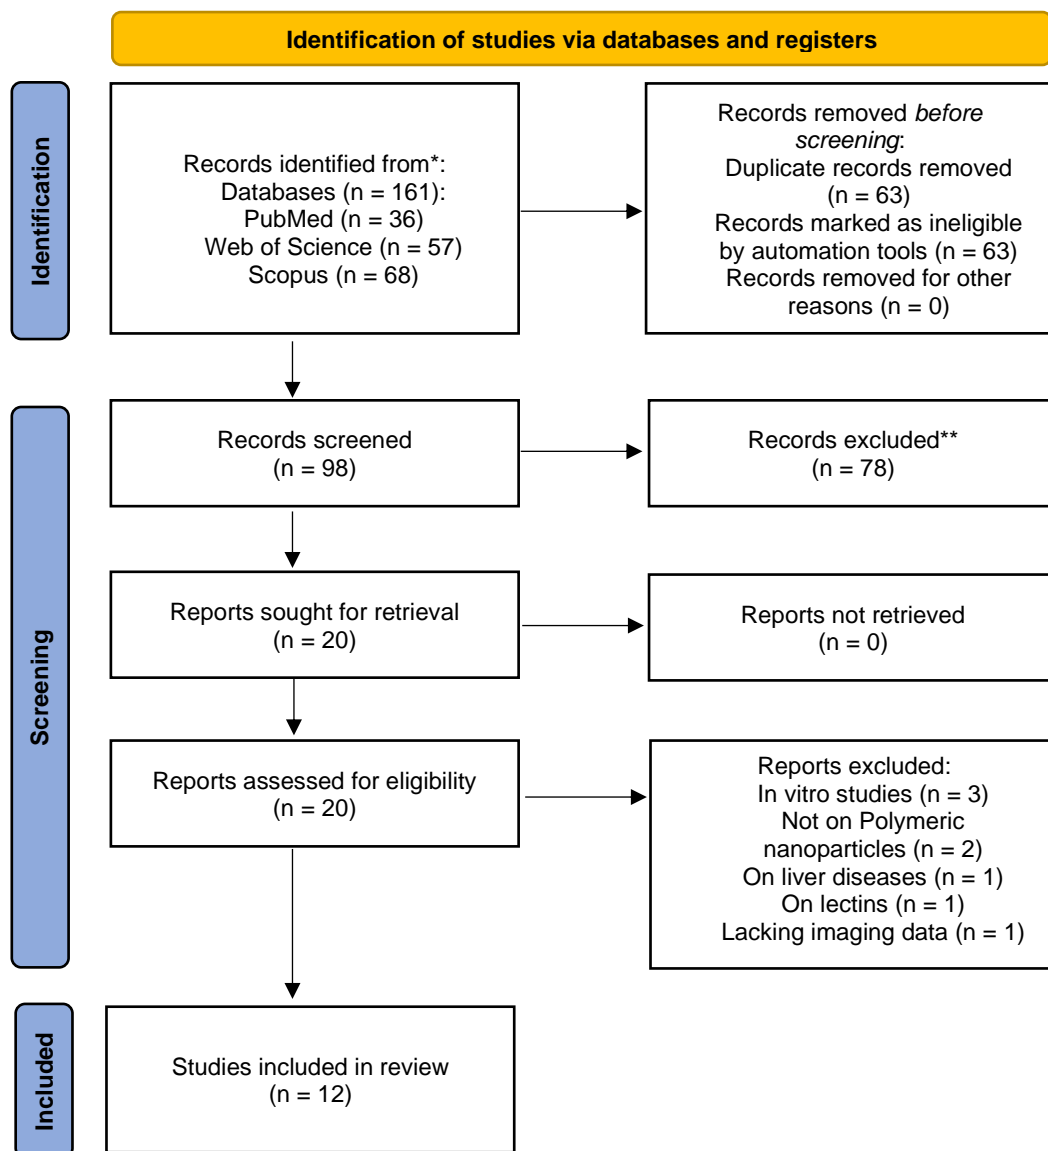 Identification of studies via databases and registers
Identification
Records identified from*:
Databases (n = 161):
PubMed (n = 36)
Web of Science (n = 57)
Scopus (n = 68)
Records removed before
screening:
Duplicate records removed
(n = 63)
Records marked as ineligible
by automation tools (n = 63)
Records removed for other
reasons (n = 0)
Screening
Records screened
(n = 98)
Records excluded**
(n = 78)
Reports sought for retrieval
(n = 20)
Reports not retrieved
(n = 0)
Reports assessed for eligibility
(n = 20)
Reports excluded:
In vitro studies (n = 3)
Not on Polymeric
nanoparticles (n = 2)
On liver diseases (n = 1)
On lectins (n = 1)
Lacking imaging data (n = 1)
Included
Studies included in review
(n = 12)